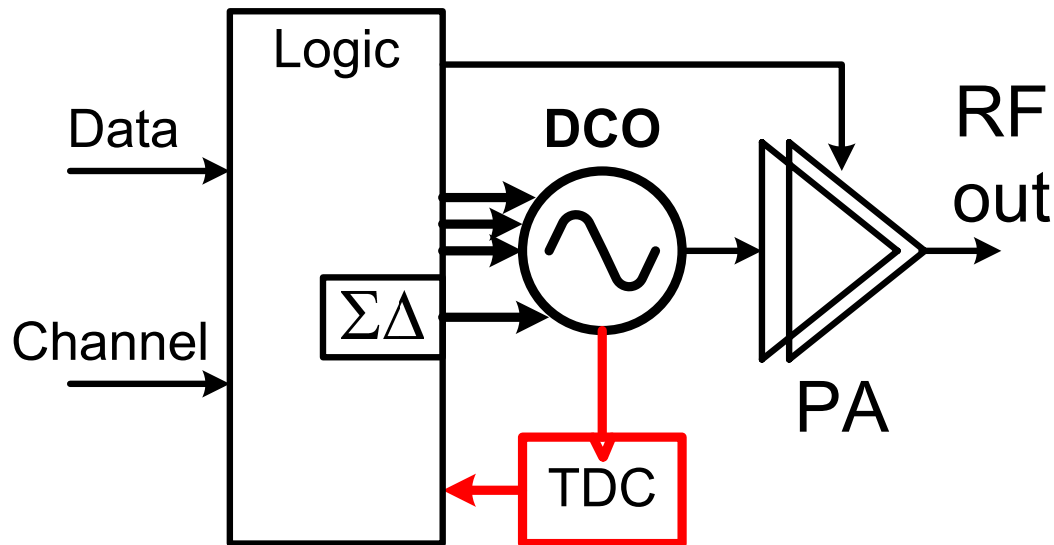 Logic
Data
DCO
RF
out
ΣΔ
Channel
PA
TDC